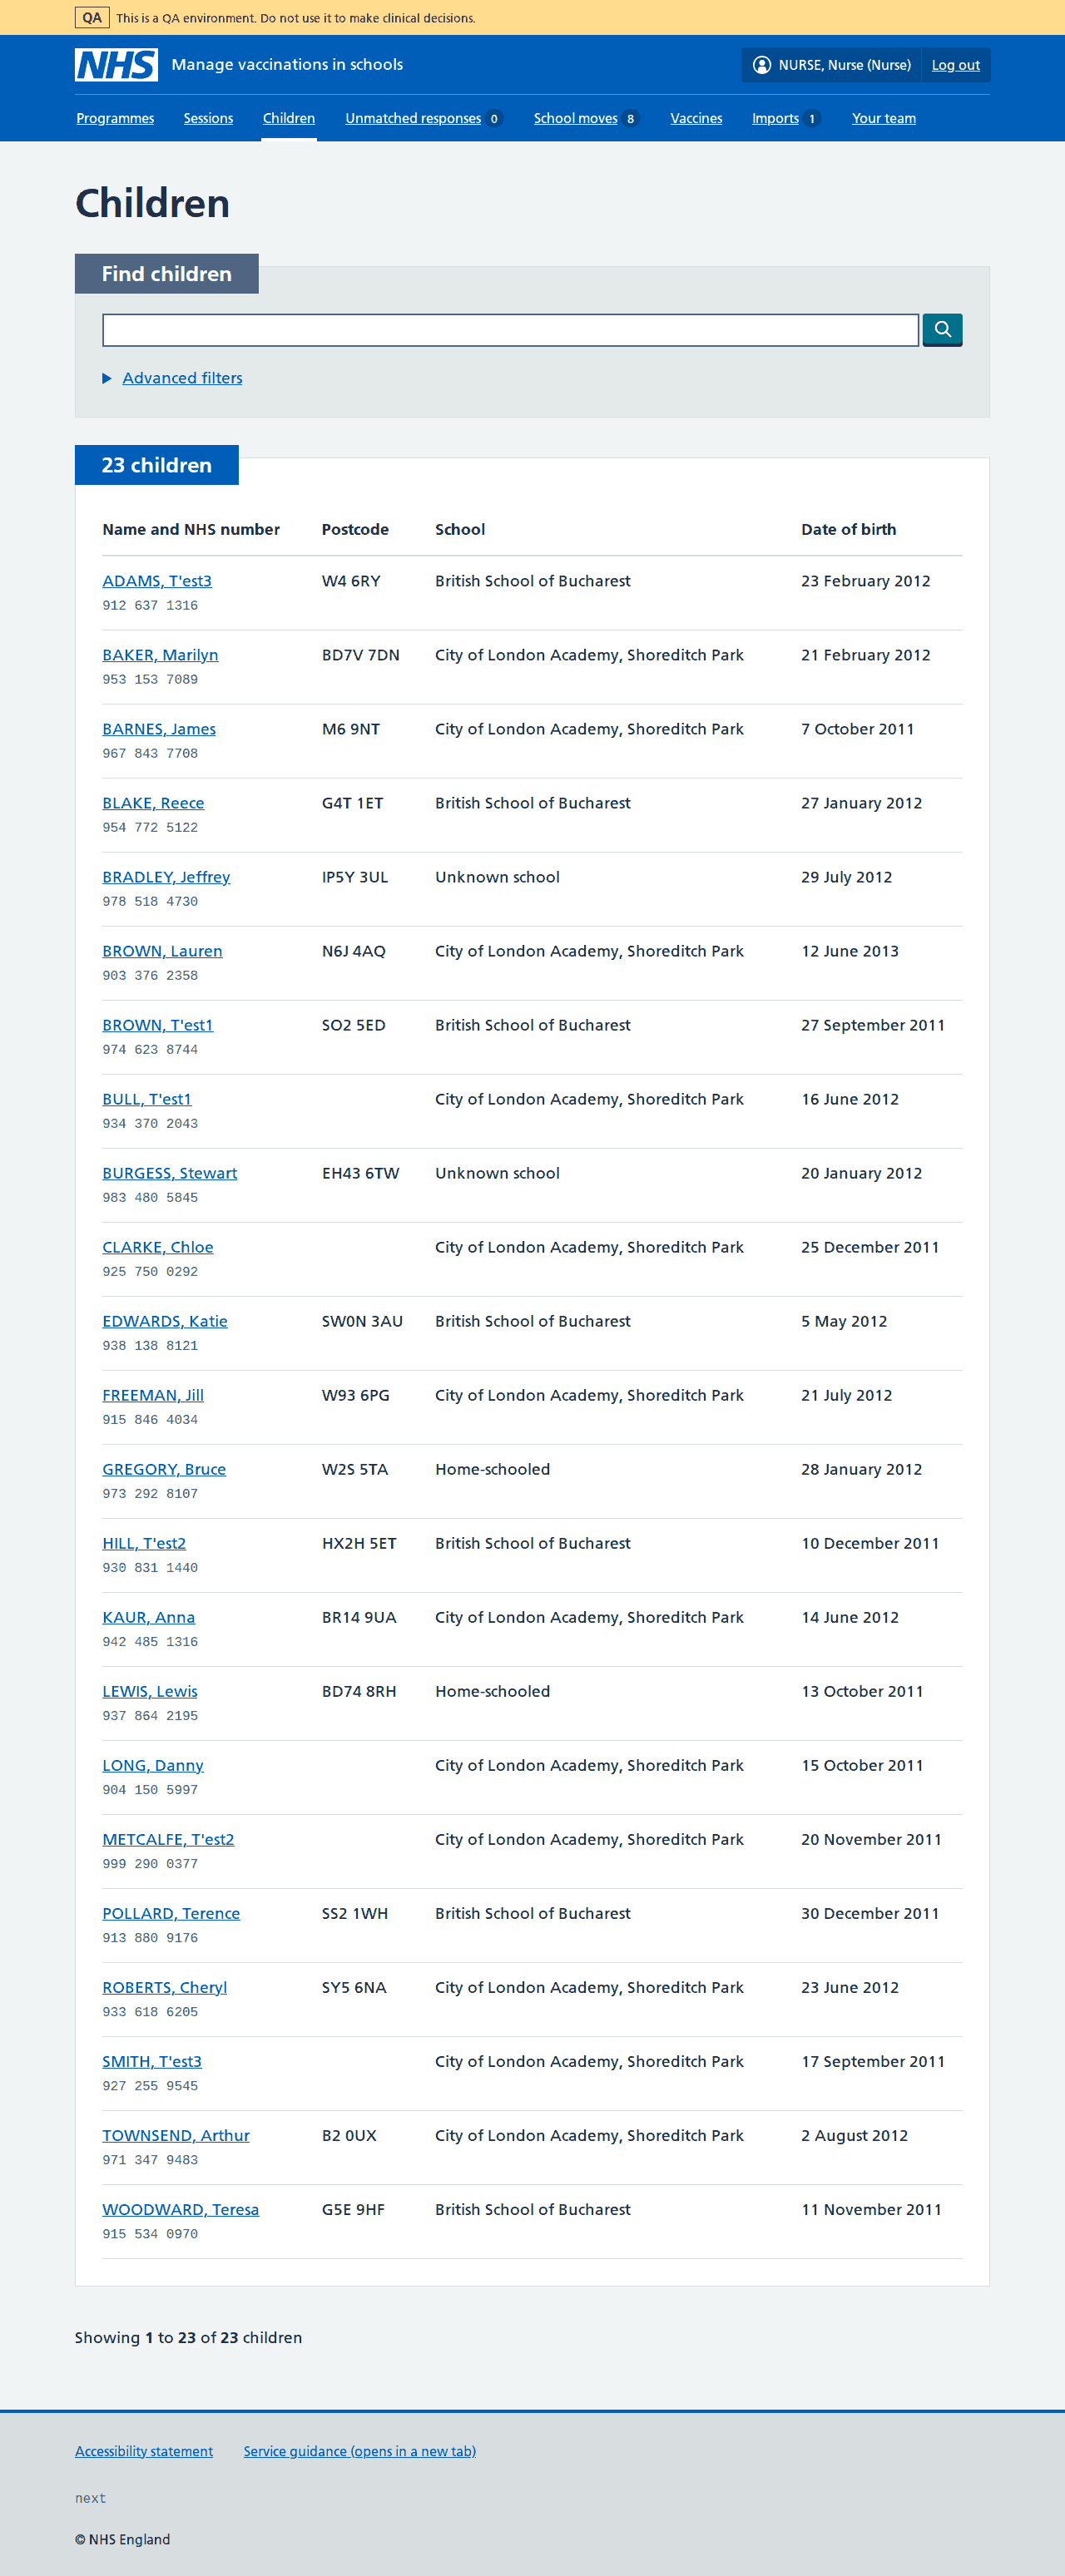 QA This is a QA environment. Do not use it to make clinical decisions.
NHS Manage vaccinations in schools NURSE, Nurse (Nurse) Log out
Programmes Sessions Children Unmatched responses 0 School moves 8 Vaccines Imports 1 Your team
Children
Find children
Advanced filters
23 children
Name and NHS number Postcode School Date of birth
ADAMS, T'est3 W4 6RY British School of Bucharest 23 February 2012
912 637 1316
BAKER, Marilyn BD7V 7DN City of London Academy, Shoreditch Park 21 February 2012
953 153 7089
BARNES, James M6 9NT City of London Academy, Shoreditch Park 7 October 2011
967 843 7708
BLAKE, Reece G4T 1ET British School of Bucharest 27 January 2012
954 772 5122
BRADLEY, Jeffrey IP5Y 3UL Unknown school 29 July 2012
978 518 4730
BROWN, Lauren N6J 4AQ City of London Academy, Shoreditch Park 12 June 2013
903 376 2358
BROWN, T'est1 SO2 5ED British School of Bucharest 27 September 2011
974 623 8744
BULL, T'est1 City of London Academy, Shoreditch Park 16 June 2012
934 370 2043
BURGESS, Stewart EH43 6TW Unknown school 20 January 2012
983 480 5845
CLARKE, Chloe City of London Academy, Shoreditch Park 25 December 2011
925 750 0292
EDWARDS, Katie SW0N 3AU British School of Bucharest 5 May 2012
938 138 8121
FREEMAN, Jill W93 6PG City of London Academy, Shoreditch Park 21 July 2012
915 846 4034
GREGORY, Bruce W2S 5TA Home-schooled 28 January 2012
973 292 8107
HILL, T'est2 HX2H 5ET British School of Bucharest 10 December 2011
930 831 1440
KAUR, Anna BR14 9UA City of London Academy, Shoreditch Park 14 June 2012
942 485 1316
LEWIS, Lewis BD74 8RH Home-schooled 13 October 2011
937 864 2195
LONG, Danny City of London Academy, Shoreditch Park 15 October 2011
904 150 5997
METCALFE, T'est2 City of London Academy, Shoreditch Park 20 November 2011
999 290 0377
POLLARD, Terence SS2 1WH British School of Bucharest 30 December 2011
913 880 9176
ROBERTS, Cheryl SY5 6NA City of London Academy, Shoreditch Park 23 June 2012
933 618 6205
SMITH, T'est3 City of London Academy, Shoreditch Park 17 September 2011
927 255 9545
TOWNSEND, Arthur B2 0UX City of London Academy, Shoreditch Park 2 August 2012
971 347 9483
WOODWARD, Teresa G5E 9HF British School of Bucharest 11 November 2011
915 534 0970
Showing 1 to 23 of 23 children
Accessibility statement Service guidance (opens in a new tab)
next
© NHS England